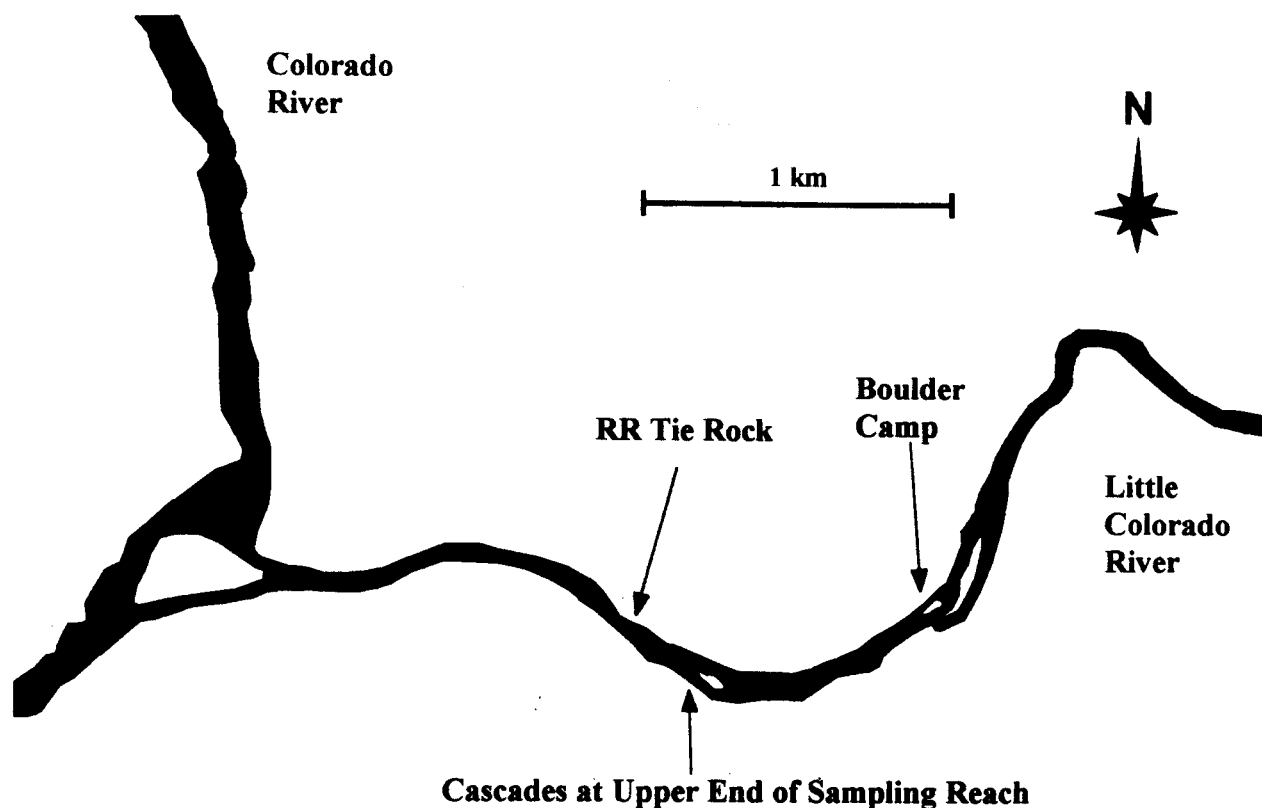 Colorado
River
N
1 km
Boulder
Camp
RR Tie Rock
Little
Colorado
River
Cascades at Upper End of Sampling Reach